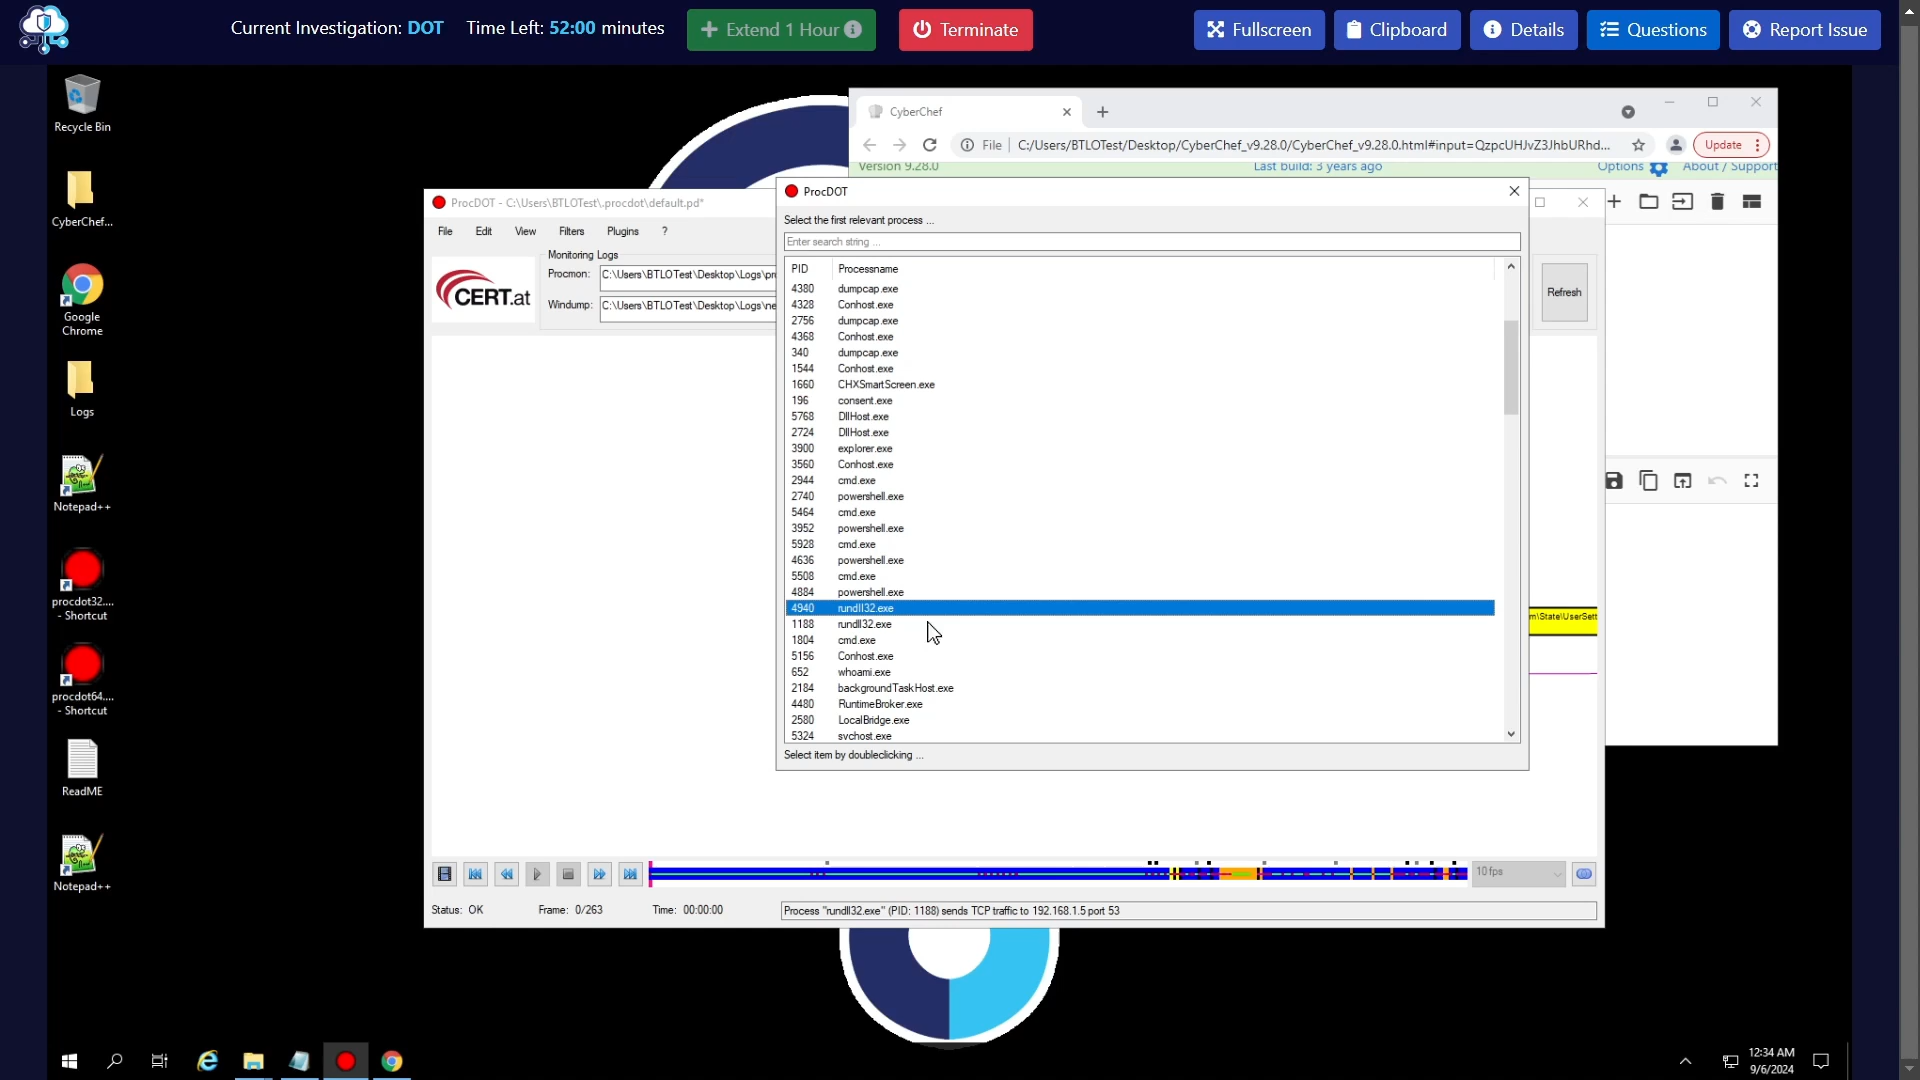 Current Investigation: DOT
Time Left: 52:00 minutes
Extend 1 Hour
Terminate
Fullscreen
Clipboard
Details
Questions
Report Issue
Recycle Bin
CyberChef...
Google
Chrome
Logs
Notepad++
procdot32....
- Shortcut
procdot64....
- Shortcut
ReadME
Notepad++
CyberChef
File
C:/Users/BTLOTest/Desktop/CyberChef_v9.28.0/CyberChef_v9.28.0.html#input=QzpcUHJvZ3JhbURhd...
Update
Version 9.28.0
Last build: 3 years ago
Options
About / Support
ProcDOT - C:\Users\BTLOTest\.procdot\default.pd*
File
Edit
View
Filters
Plugins
?
CERT.at
Monitoring Logs
Procmon:
C:\Users\BTLOTest\Desktop\Logs\pr
Windump:
C:\Users\BTLOTest\Desktop\Logs\ne
Refresh
ProcDOT
Select the first relevant process ...
Enter search string ...
PID Processname
4380 dumpcap.exe
4328 Conhost.exe
2756 dumpcap.exe
4368 Conhost.exe
340 dumpcap.exe
1544 Conhost.exe
1660 CHXSmartScreen.exe
196 consent.exe
5768 DllHost.exe
2724 DllHost.exe
3900 explorer.exe
3560 Conhost.exe
2944 cmd.exe
2740 powershell.exe
5464 cmd.exe
3952 powershell.exe
5928 cmd.exe
4636 powershell.exe
5508 cmd.exe
4884 powershell.exe
4940 rundll32.exe
1188 rundll32.exe
1804 cmd.exe
5156 Conhost.exe
652 whoami.exe
2184 backgroundTaskHost.exe
4480 RuntimeBroker.exe
2580 LocalBridge.exe
5324 svchost.exe
Select item by doubleclicking ...
m\State\UserSett
10 fps
Status: OK
Frame: 0/263
Time: 00:00:00
Process "rundll32.exe" (PID: 1188) sends TCP traffic to 192.168.1.5 port 53
12:34 AM
9/6/2024